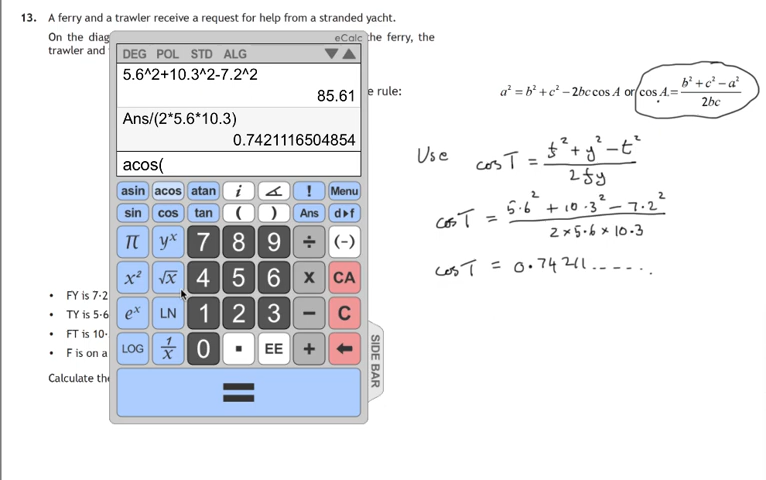 13. A ferry and a trawler receive a request for help from a stranded yacht.
On the diag
the ferry, the
trawler and
e rule:
a² = b² + c² − 2bc cos A or cos A = (b² + c² − a²)/2bc
eCalc
DEG POL STD ALG
5.6^2+10.3^2-7.2^2
85.61
Ans/(2*5.6*10.3)
0.7421116504854
acos(
asin acos atan i ∠ ! Menu
sin cos tan ( ) Ans d▸f
π yˣ 7 8 9 ÷ (−)
x² √x 4 5 6 X CA
eˣ LN 1 2 3 − C
LOG 1/X 0 . EE + ←
=
SIDE BAR
Use cos T = (f² + y² − t²)/2fy
cos T = (5.6² + 10.3² − 7.2²)/2×5.6×10.3
cos T = 0.74211......
• FY is 7·2
• TY is 5·6
• FT is 10·
• F is on a
Calculate the